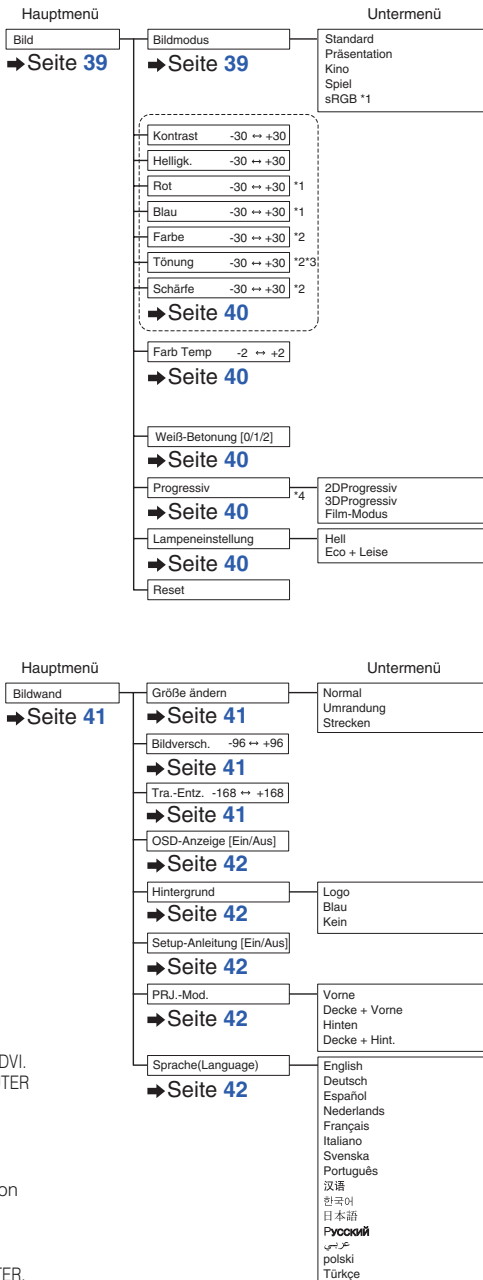 Hauptmenü
Untermenü
Bild
Bildmodus
Standard
➡Seite 39
➡Seite 39
Präsentation
Kino
Spiel
sRGB *1
Kontrast -30 ↔ +30
Helligk. -30 ↔ +30
Rot -30 ↔ +30 *1
Blau -30 ↔ +30 *1
Farbe -30 ↔ +30 *2
Tönung -30 ↔ +30 *2*3
Schärfe -30 ↔ +30 *2
➡Seite 40
Farb Temp -2 ↔ +2
➡Seite 40
Weiß-Betonung [0/1/2]
➡Seite 40
Progressiv *4
➡Seite 40
2DProgressiv
3DProgressiv
Film-Modus
Lampeneinstellung
➡Seite 40
Hell
Eco + Leise
Reset
Hauptmenü
Untermenü
Bildwand
➡Seite 41
Größe ändern
➡Seite 41
Normal
Umrandung
Strecken
Bildversch. -96 ↔ +96
➡Seite 41
Tra.-Entz. -168 ↔ +168
➡Seite 41
OSD-Anzeige [Ein/Aus]
➡Seite 42
Hintergrund
➡Seite 42
Logo
Blau
Kein
Setup-Anleitung [Ein/Aus]
➡Seite 42
PRJ.-Mod.
➡Seite 42
Vorne
Decke + Vorne
Hinten
Decke + Hint.
Sprache(Language)
➡Seite 42
English
Deutsch
Español
Nederlands
Français
Italiano
Svenska
Português
汉语
한국어
日本語
Русский
عربي
polski
Türkçe
DVI.
TER
on
TER.